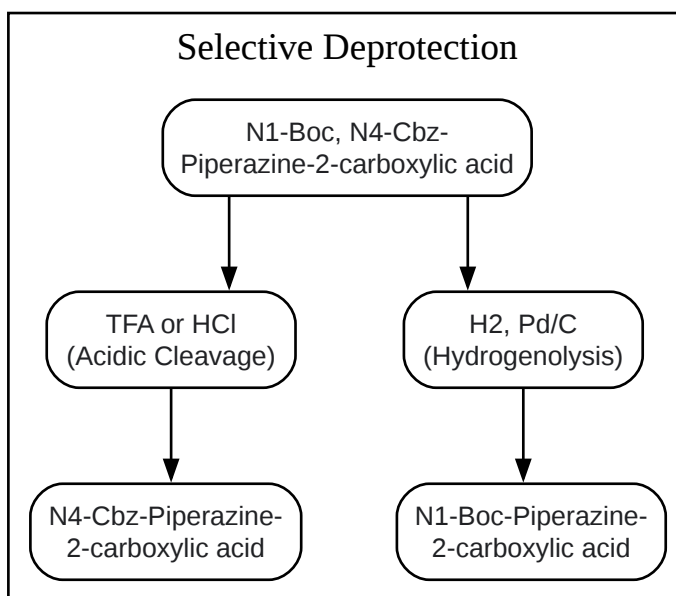 Selective Deprotection
N1-Boc, N4-Cbz-
Piperazine-2-carboxylic acid
TFA or HCl
(Acidic Cleavage)
H2, Pd/C
(Hydrogenolysis)
N4-Cbz-Piperazine-
2-carboxylic acid
N1-Boc-Piperazine-
2-carboxylic acid